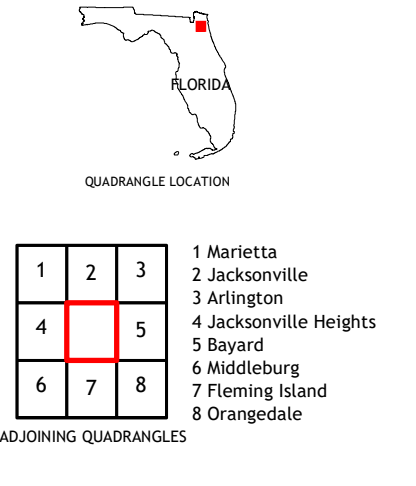 FLORIDA
QUADRANGLE LOCATION
1 2 3
4 5
6 7 8
1 Marietta
2 Jacksonville
3 Arlington
4 Jacksonville Heights
5 Bayard
6 Middleburg
7 Fleming Island
8 Orangedale
ADJOINING QUADRANGLES